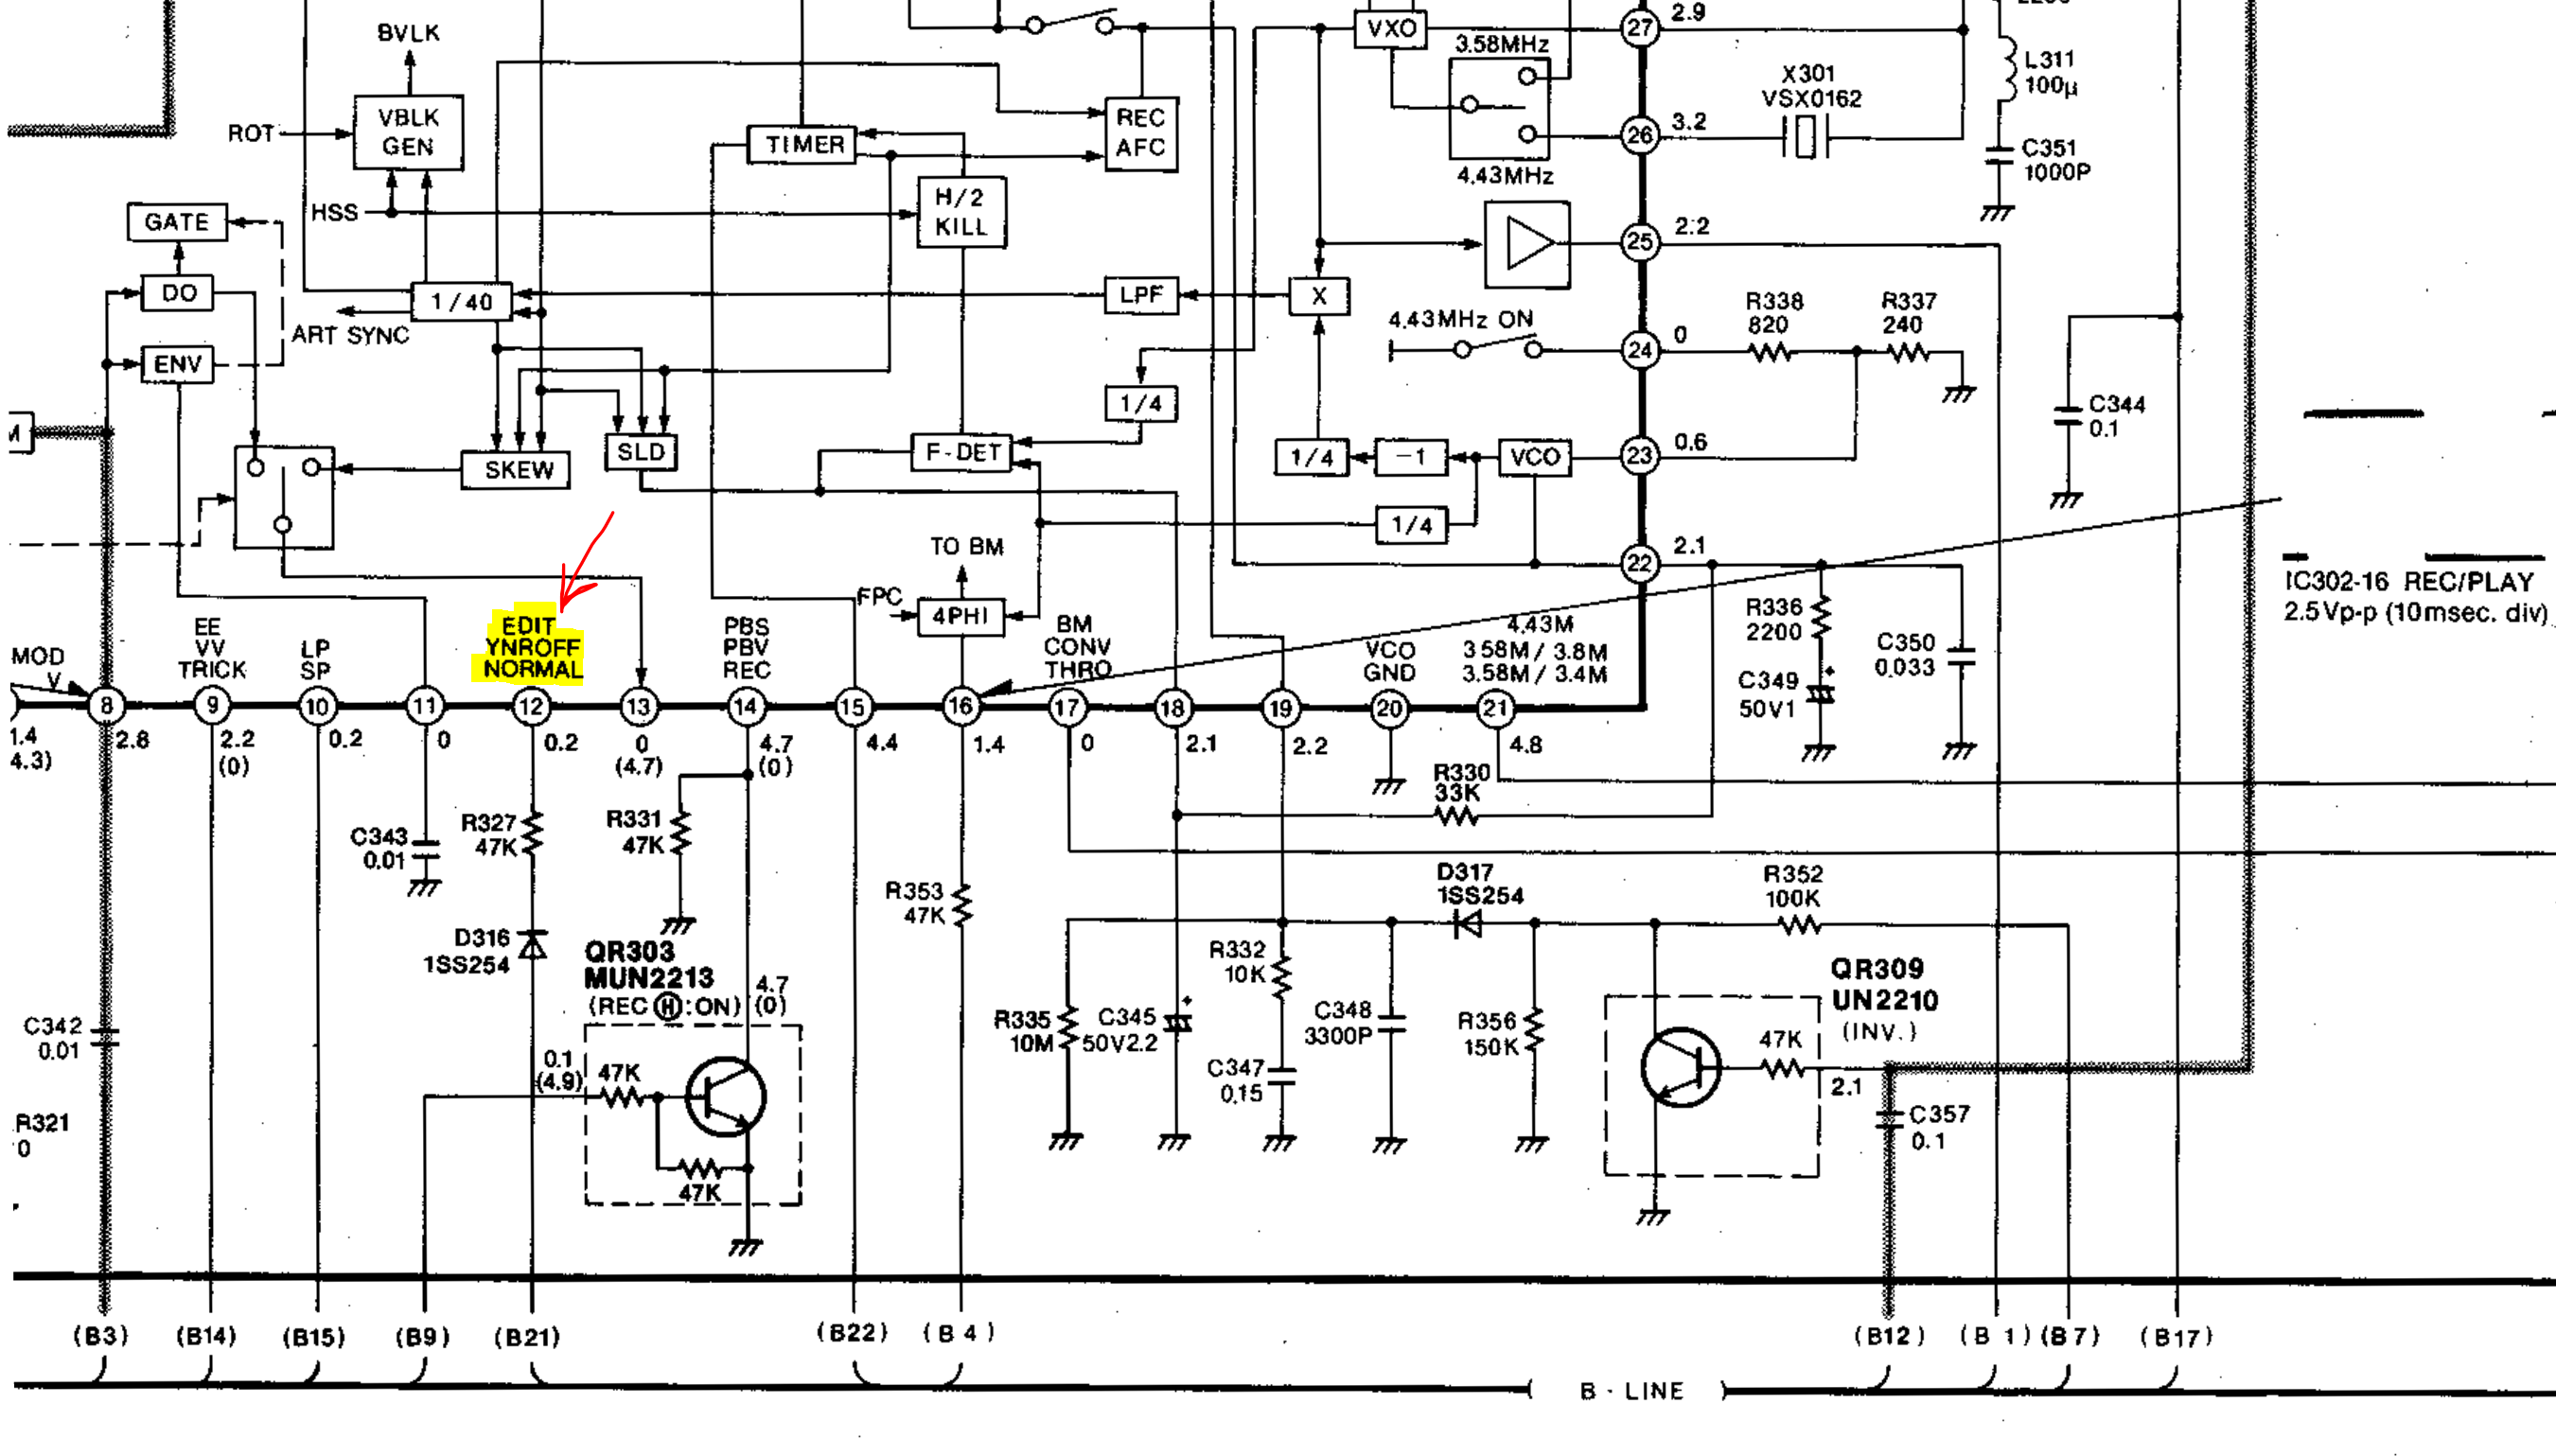 BVLK
VBLK
GEN
ROT
HSS
GATE
DO
ENV
1/40
ART SYNC
TIMER
REC
AFC
H/2
KILL
VXO
3.58MHz
4.43MHz
27
2.9
26
3.2
X301
VSX0162
L311
100μ
C351
1000P
25
2.2
LPF
X
4.43MHz ON
24
0
R338
820
R337
240
C344
0.1
1/4
F-DET
1/4
-1
VCO
23
0.6
1/4
SKEW
SLD
M
TO BM
FPC
4PHI
22
2.1
R336
2200
C349
50V1
C350
0.033
IC302-16 REC/PLAY
2.5Vp-p (10msec. div)
MOD
V
EE
VV
TRICK
LP
SP
EDIT
YNROFF
NORMAL
PBS
PBV
REC
BM
CONV
THRO
VCO
GND
4.43M
3 58M / 3.8M
3.58M / 3.4M
8
9
10
11
12
13
14
15
16
17
18
19
20
21
1.4
4.3)
2.8
2.2
(0)
0.2
0
0.2
0
(4.7)
4.7
(0)
4.4
1.4
0
2.1
2.2
4.8
R330
33K
C343
0.01
R327
47K
R331
47K
R353
47K
D317
1SS254
R352
100K
D316
1SS254
QR303
MUN2213
(REC Ⓗ:ON)
4.7
(0)
R332
10K
QR309
UN2210
(INV.)
C342
0.01
R335
10M
C345
50V2.2
C348
3300P
R356
150K
47K
2.1
0.1
(4.9)
47K
47K
C347
0.15
C357
0.1
R321
0
(B3)
(B14)
(B15)
(B9)
(B21)
(B22)
(B 4)
(B12)
(B 1)
(B 7)
(B17)
B - LINE